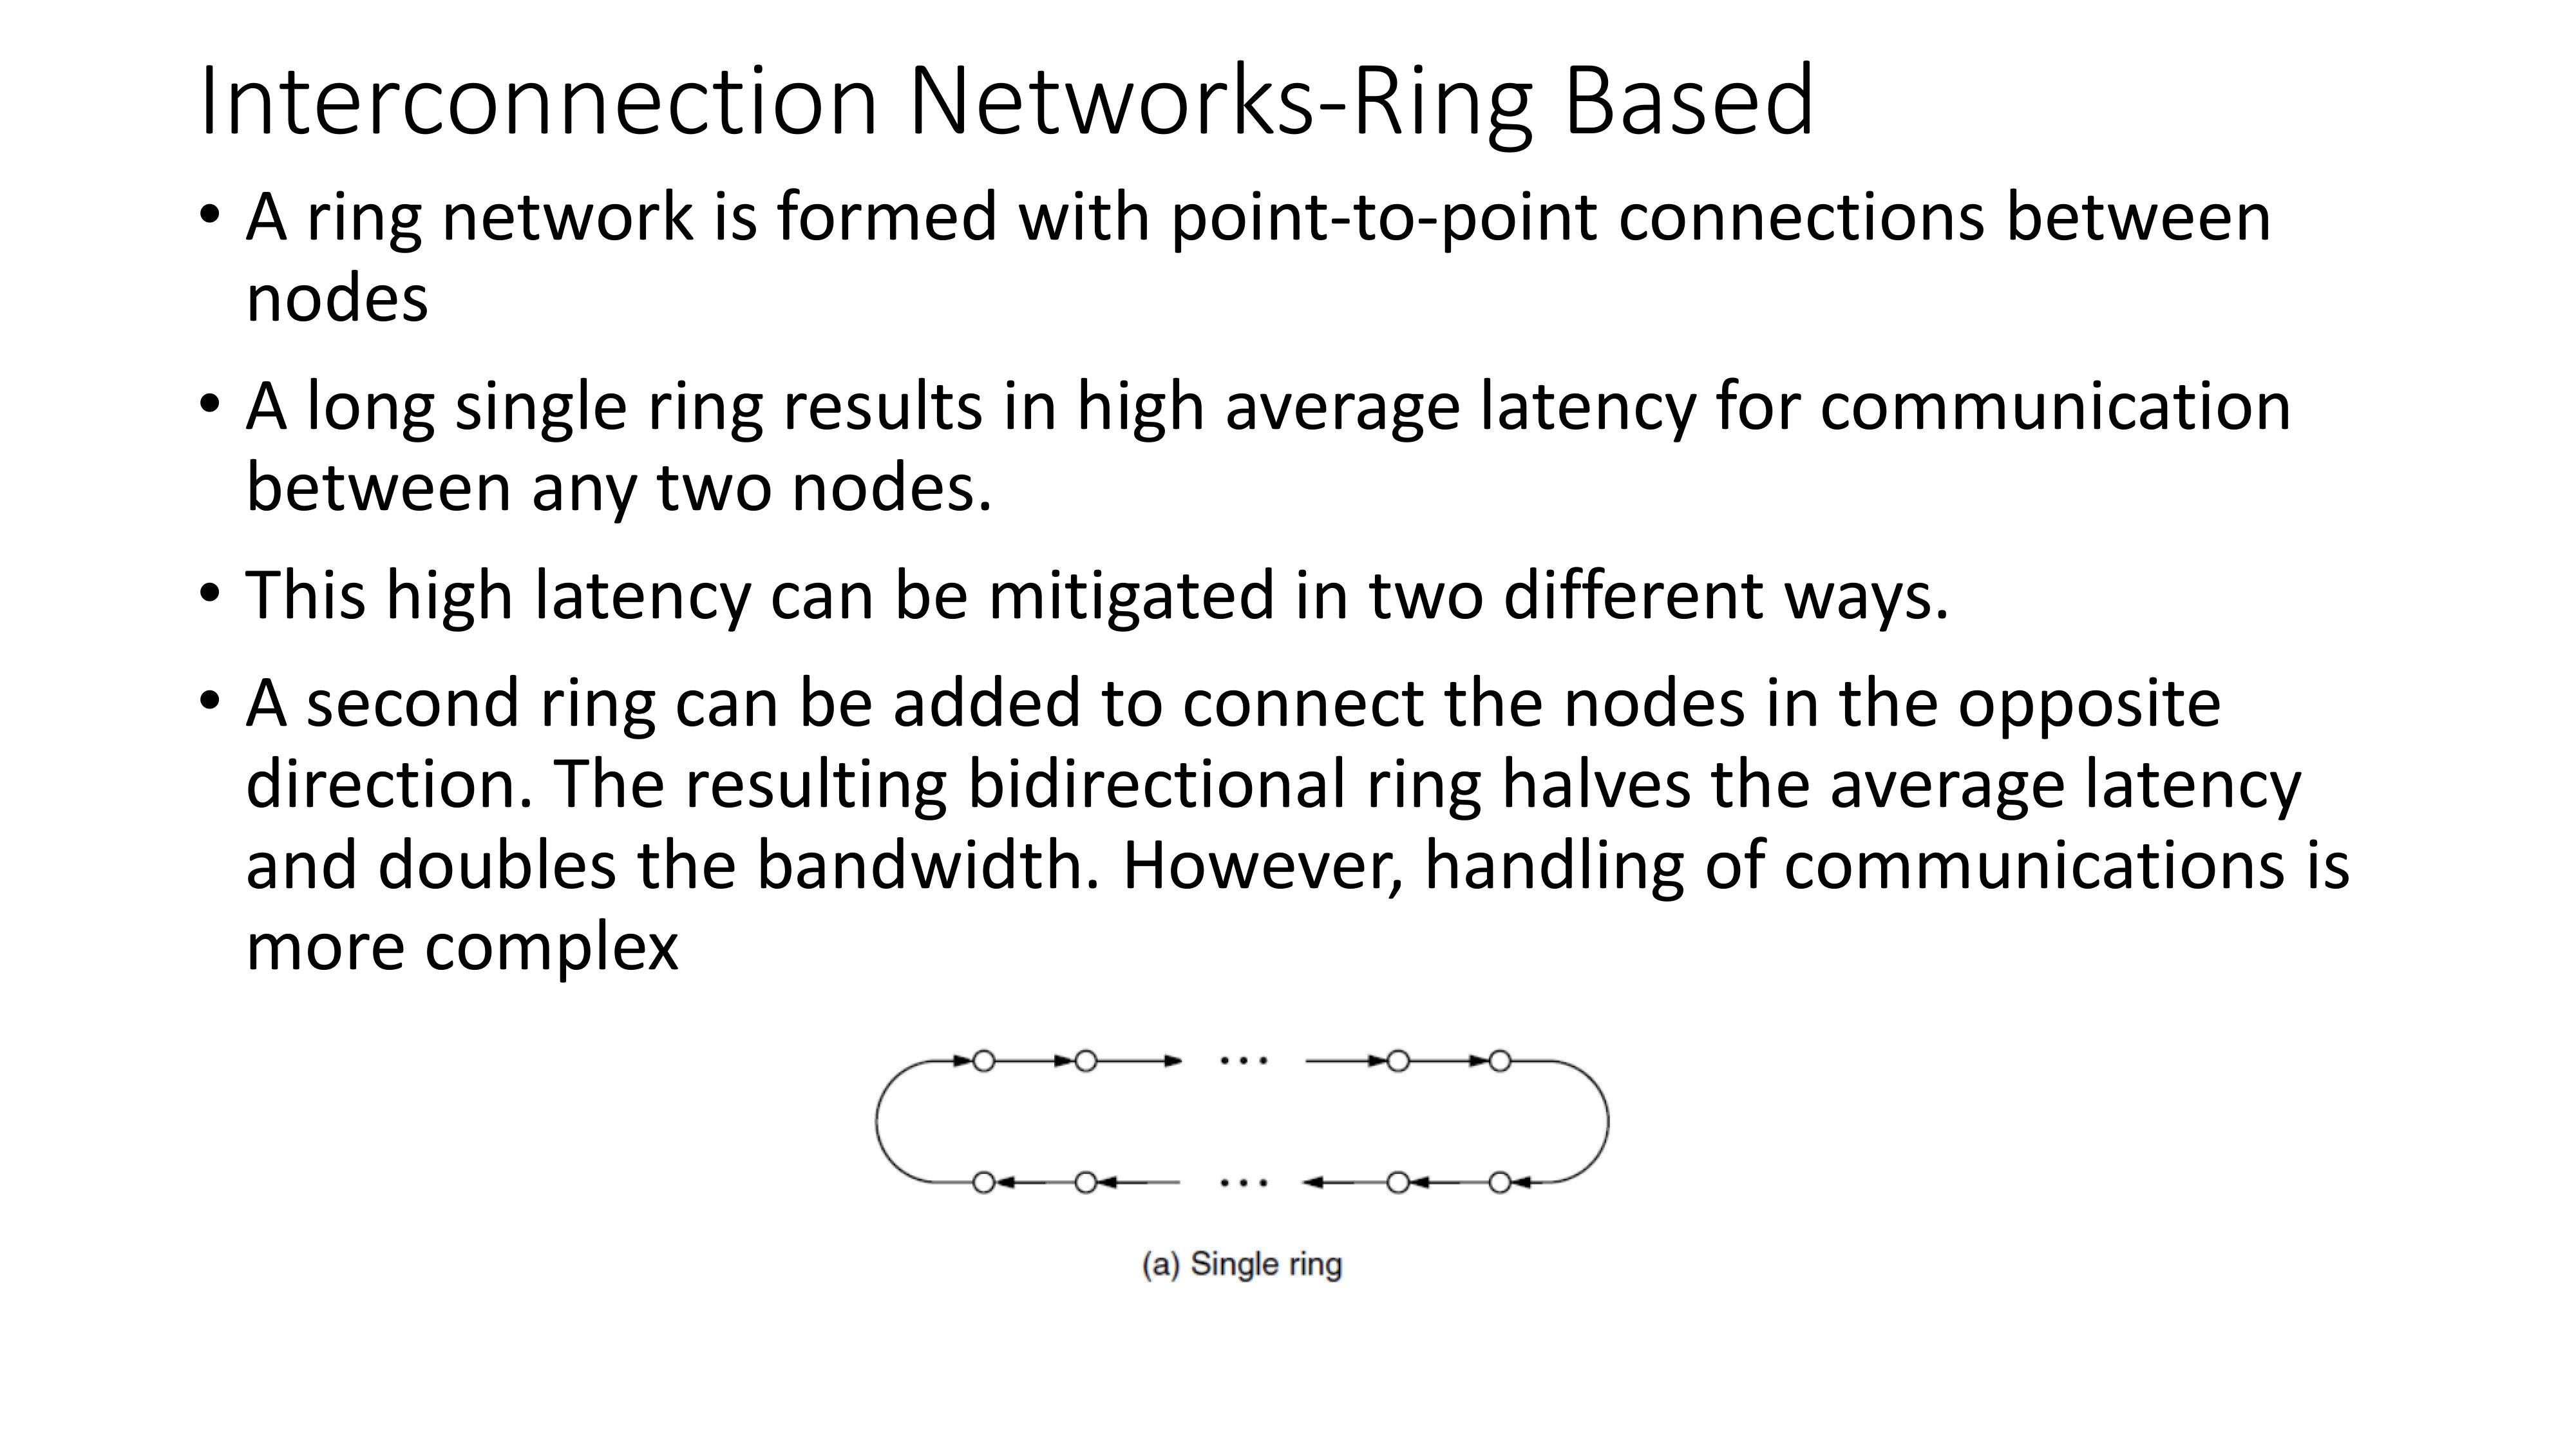 Interconnection Networks-Ring Based
• A ring network is formed with point-to-point connections between
nodes
• A long single ring results in high average latency for communication
between any two nodes.
• This high latency can be mitigated in two different ways.
• A second ring can be added to connect the nodes in the opposite
direction. The resulting bidirectional ring halves the average latency
and doubles the bandwidth. However, handling of communications is
more complex
(a) Single ring